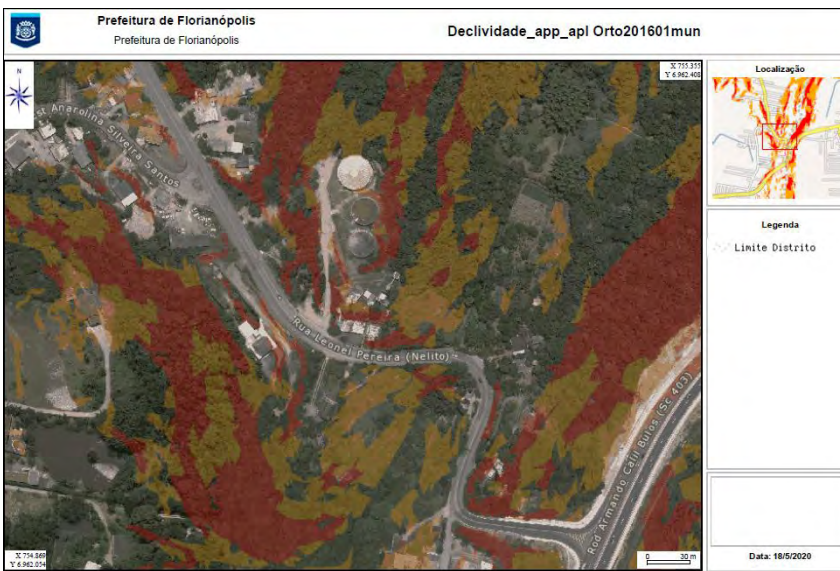 Prefeitura de Florianópolis
Prefeitura de Florianópolis
Declividade_app_apl Orto201601mun
N
X 755.355
Y 6.962.408
Localização
st Anarolina Silveira Santos
Legenda
Limite Distrito
Rua Leonel Pereira (Nelito)
Rod Armando Calil Bulos (Sc 403)
X 754.869
Y 6.962.054
0 30 m
Data: 18/5/2020